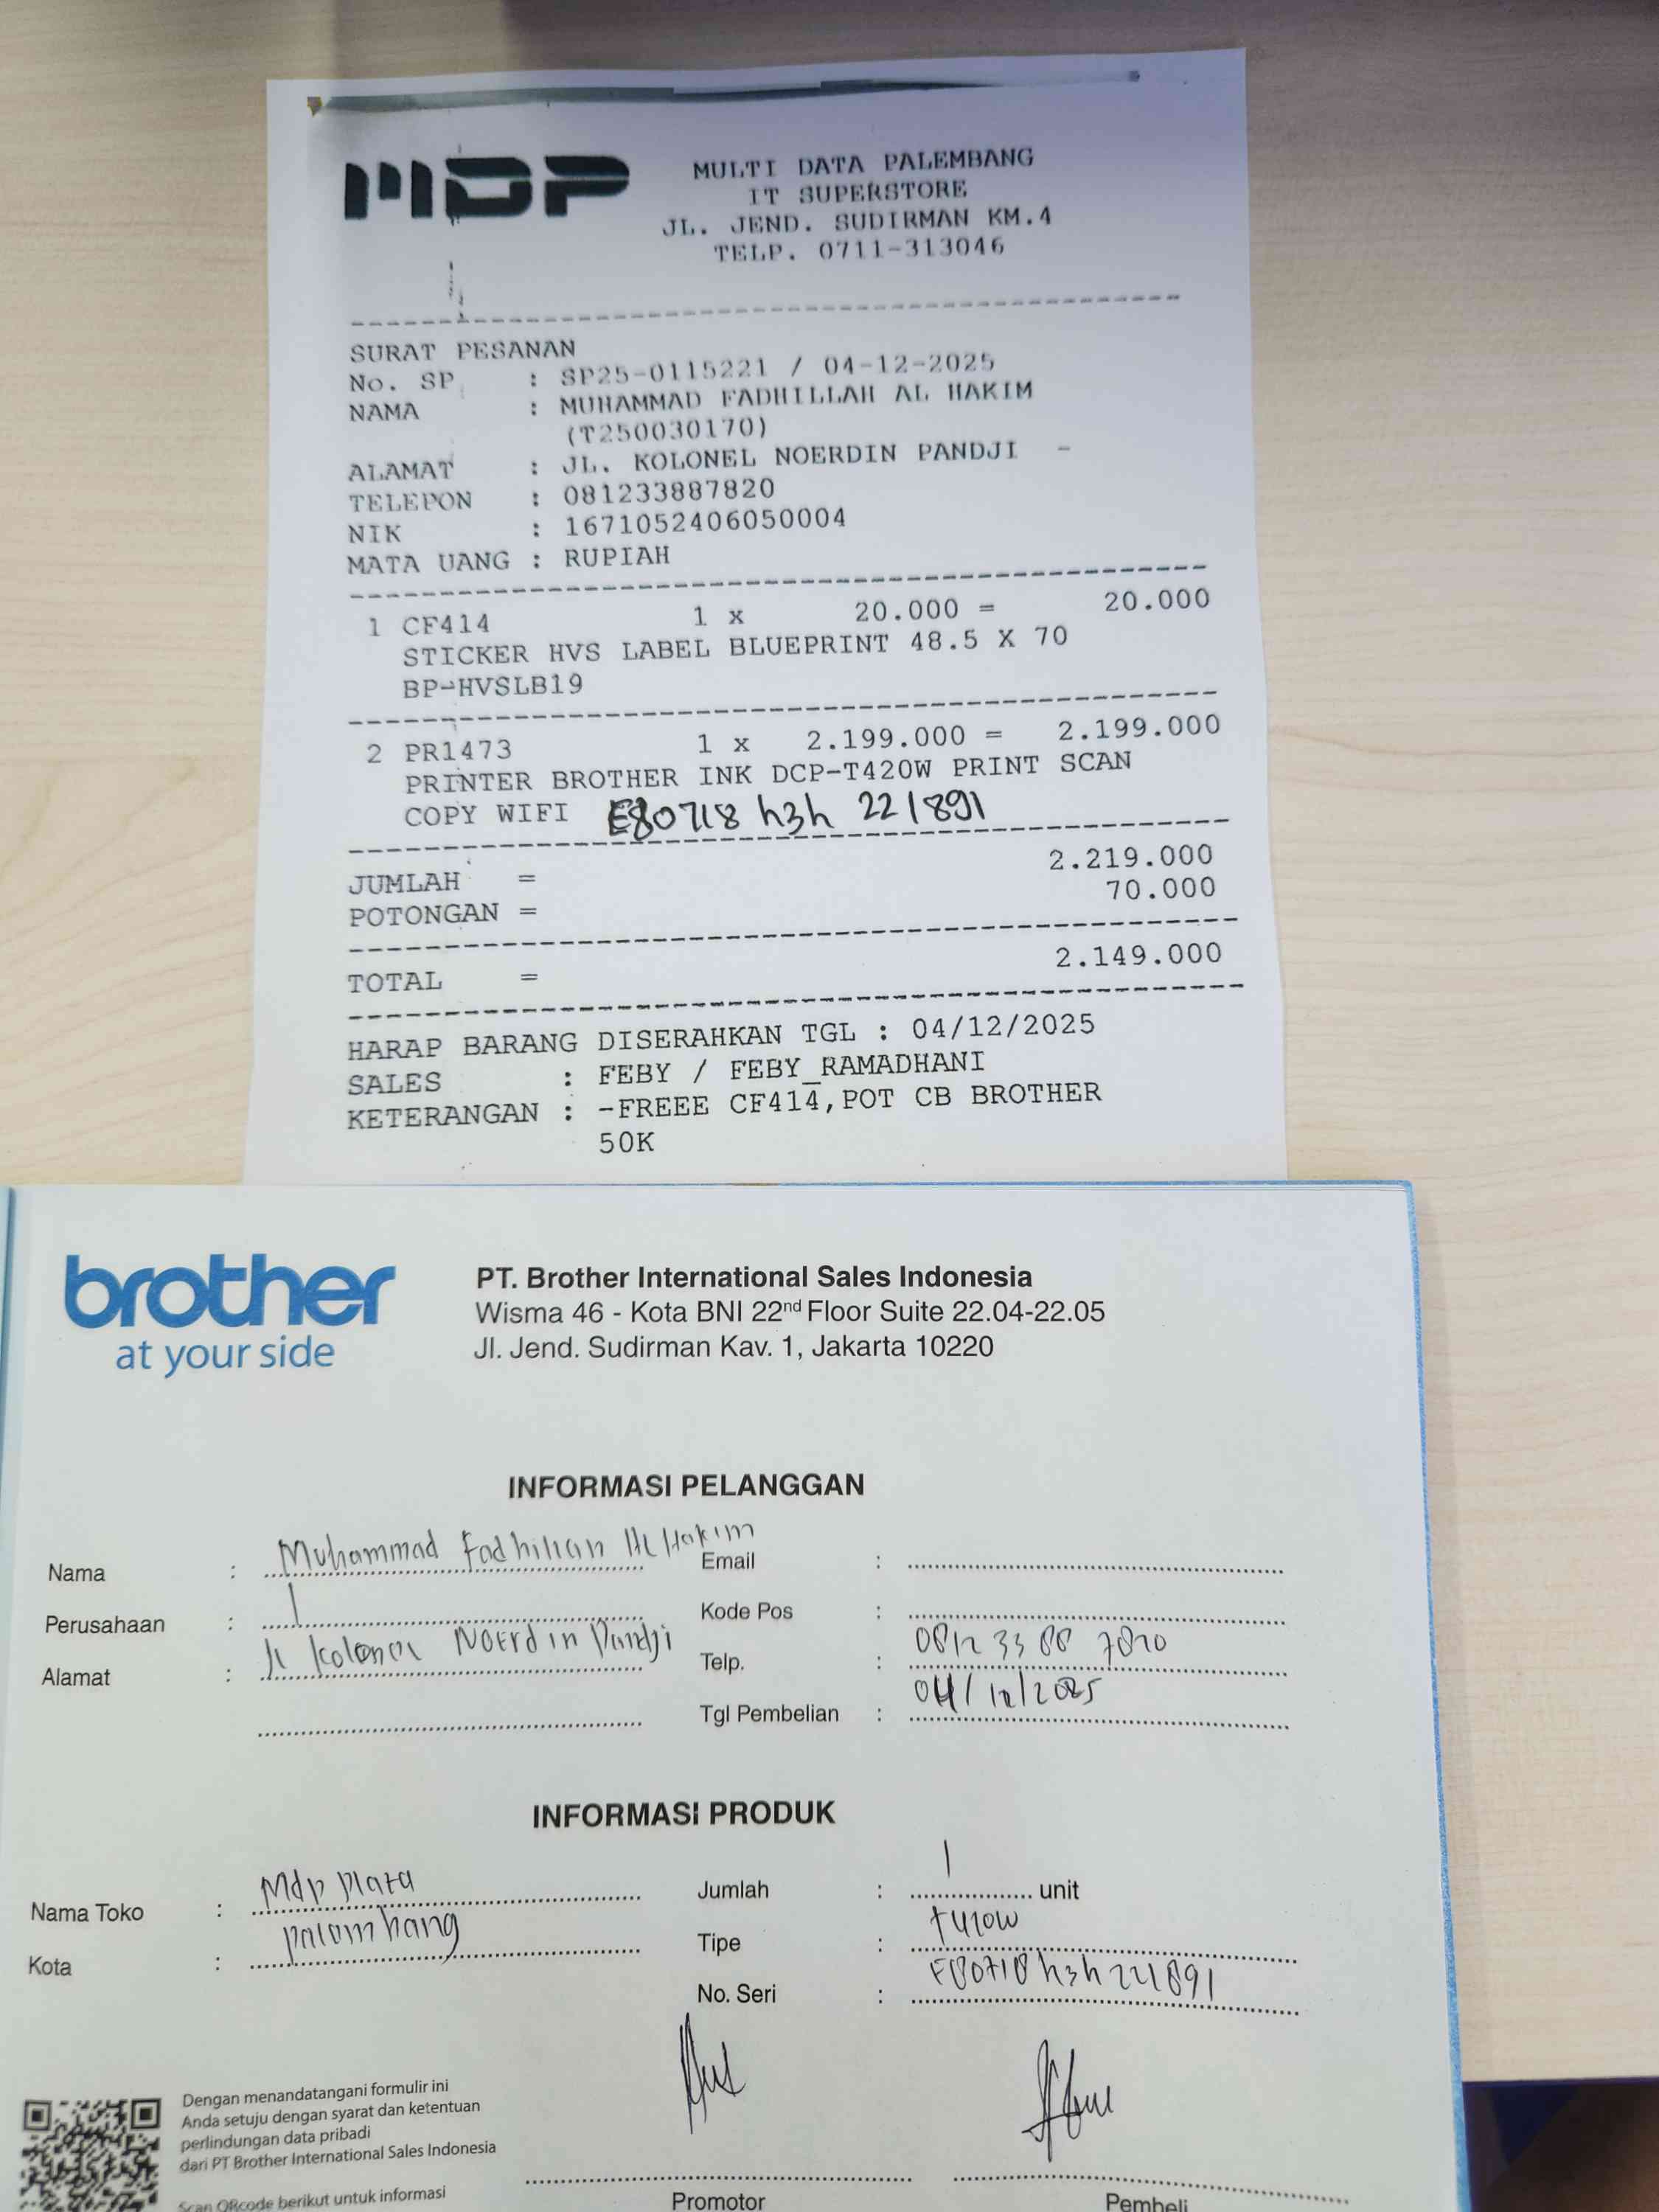 MDP
MULTI DATA PALEMBANG
IT SUPERSTORE
JL. JEND. SUDIRMAN KM.4
TELP. 0711-313046
SURAT PESANAN
No. SP : SP25-0115221 / 04-12-2025
NAMA : MUHAMMAD FADHILLAH AL HAKIM
(T250030170)
ALAMAT : JL. KOLONEL NOERDIN PANDJI -
TELEPON : 081233887820
NIK : 1671052406050004
MATA UANG : RUPIAH
1 CF414 1 x 20.000 = 20.000
STICKER HVS LABEL BLUEPRINT 48.5 X 70
BP-HVSLB19
2 PR1473 1 x 2.199.000 = 2.199.000
PRINTER BROTHER INK DCP-T420W PRINT SCAN
COPY WIFI E80718 h3h 221891
JUMLAH = 2.219.000
POTONGAN = 70.000
TOTAL = 2.149.000
HARAP BARANG DISERAHKAN TGL : 04/12/2025
SALES : FEBY / FEBY_RAMADHANI
KETERANGAN : -FREEE CF414,POT CB BROTHER
50K
brother
at your side
PT. Brother International Sales Indonesia
Wisma 46 - Kota BNI 22nd Floor Suite 22.04-22.05
Jl. Jend. Sudirman Kav. 1, Jakarta 10220
INFORMASI PELANGGAN
Nama : Muhammad Fadhillah Al Hakim Email :
Perusahaan : Kode Pos :
Alamat : Jl Kolonel Noerdin Pandji Telp. : 0812 33 88 7820
Tgl Pembelian : 04/12/2025
INFORMASI PRODUK
Nama Toko : Mdp Plaza Jumlah : 1 unit
Kota : palembang Tipe : t420w
No. Seri : E80718h3h221891
Dengan menandatangani formulir ini
Anda setuju dengan syarat dan ketentuan
perlindungan data pribadi
dari PT Brother International Sales Indonesia
Scan QRcode berikut untuk informasi
Promotor Pembeli